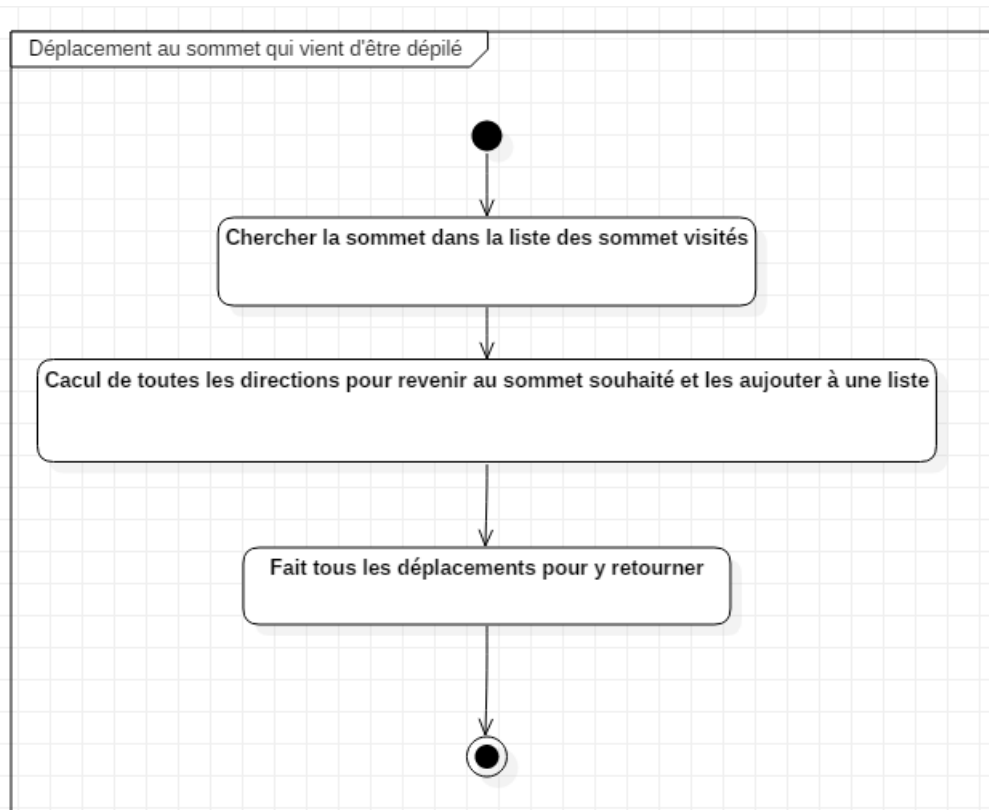 Déplacement au sommet qui vient d'être dépilé
Chercher la sommet dans la liste des sommet visités
Cacul de toutes les directions pour revenir au sommet souhaité et les aujouter à une liste
Fait tous les déplacements pour y retourner